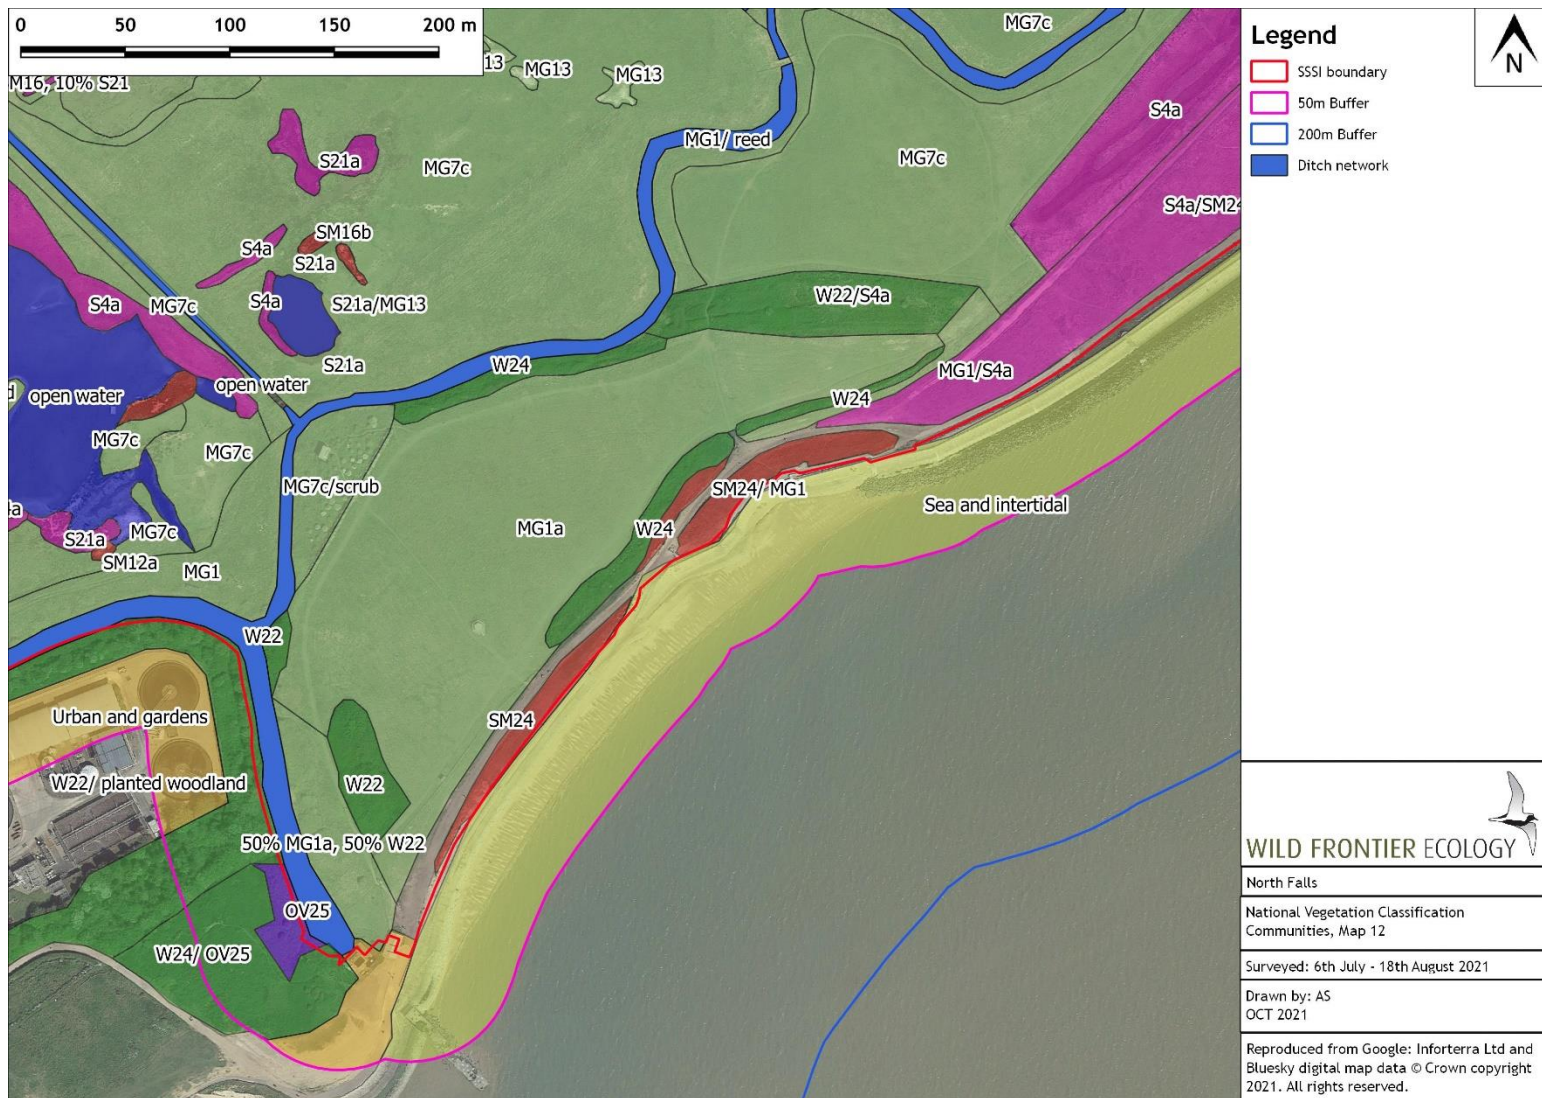 0 50 100 150 200 m
M16, 10% S21
13
MG13
MG13
MG7c
S4a
MG1/ reed
S21a
MG7c
MG7c
S4a/SM24
SM16b
S4a
S21a
S4a
MG7c
S4a
S21a/MG13
W22/S4a
S21a
W24
open water
open water
MG1/S4a
W24
MG7c
MG7c
MG7c/scrub
SM24/ MG1
Sea and intertidal
MG1a
W24
4a
MG7c
S21a
SM12a
MG1
W22
SM24
Urban and gardens
W22/ planted woodland
W22
50% MG1a, 50% W22
OV25
W24/ OV25
Legend
SSSI boundary
50m Buffer
200m Buffer
Ditch network
N
WILD FRONTIER ECOLOGY
North Falls
National Vegetation Classification
Communities, Map 12
Surveyed: 6th July - 18th August 2021
Drawn by: AS
OCT 2021
Reproduced from Google: Inforterra Ltd and
Bluesky digital map data © Crown copyright
2021. All rights reserved.